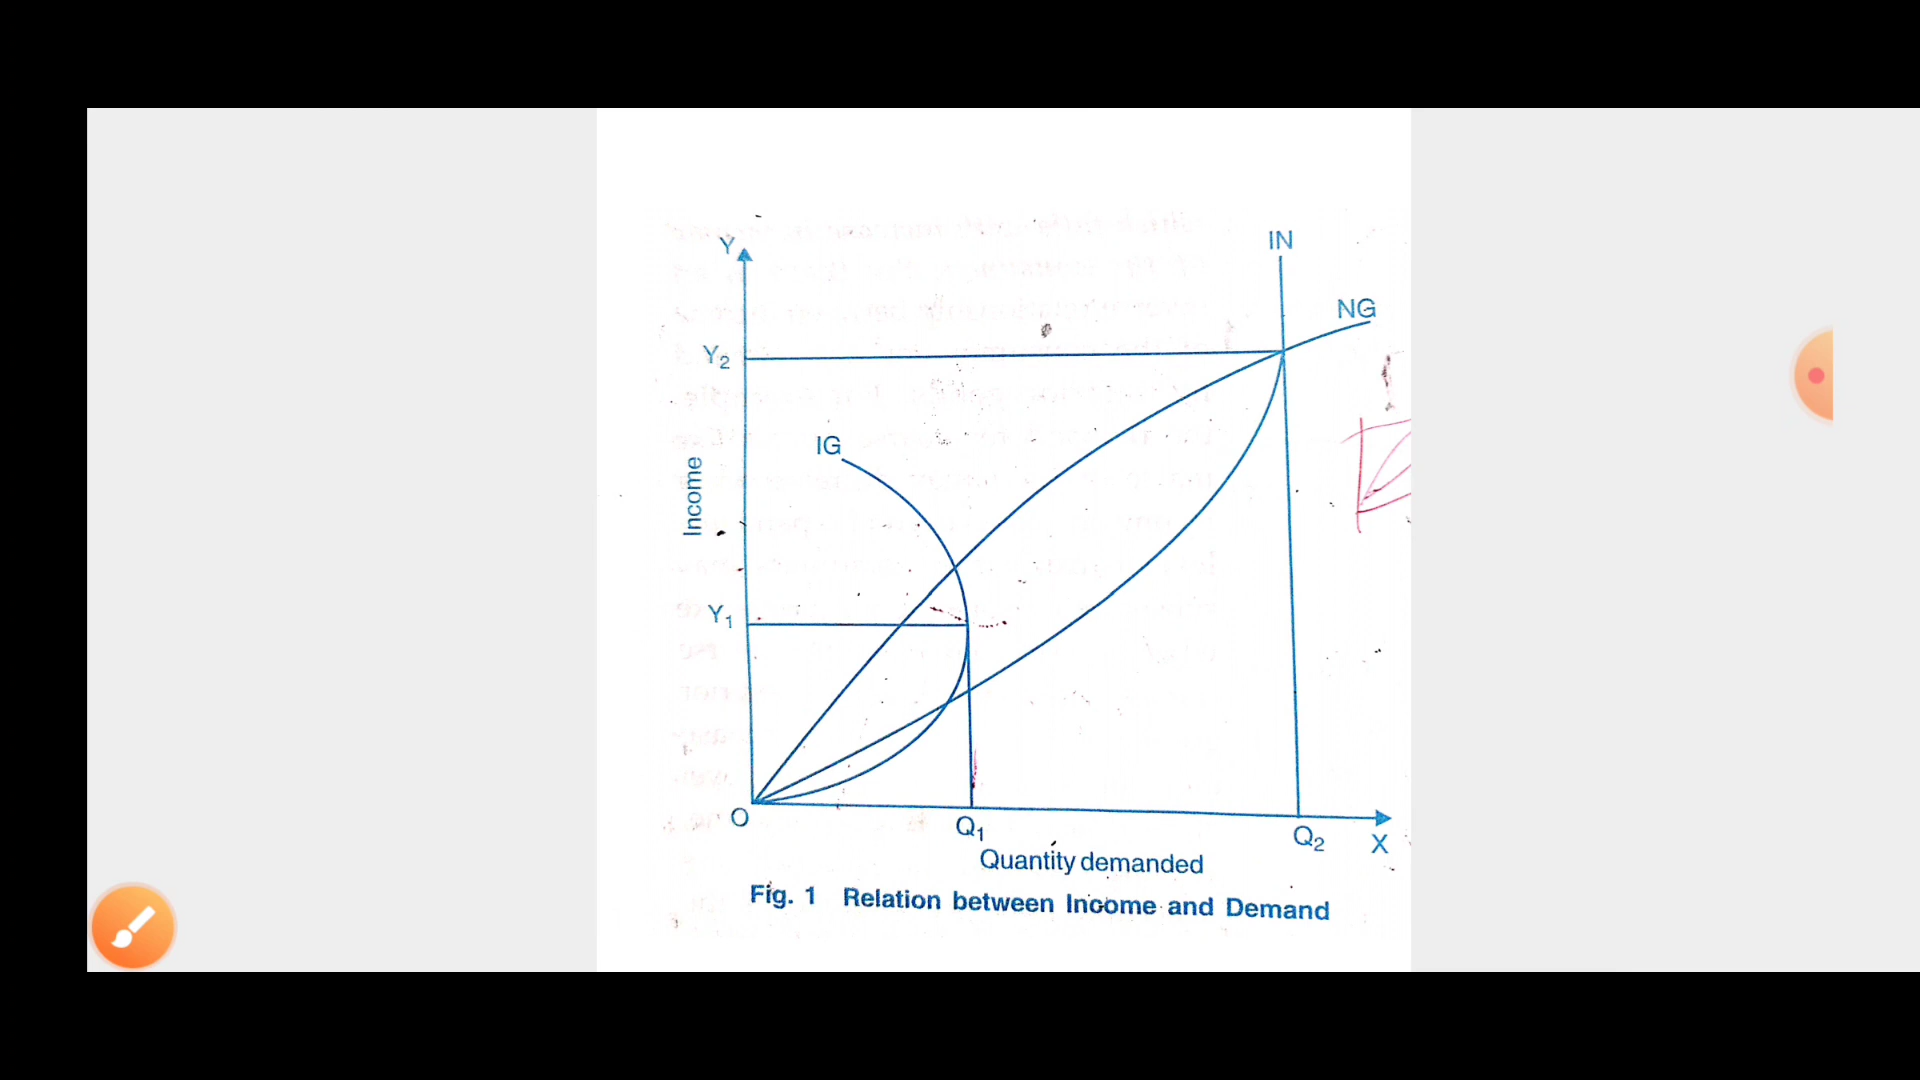 IN
Y
NG
Y2
IG
Income
Y1
O
Q1
Q2
X
Quantity demanded
Fig. 1 Relation between Income and Demand